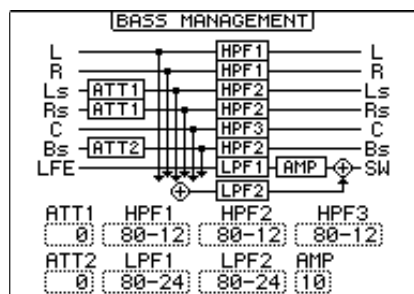 BASS MANAGEMENT
L HPF1 L
R HPF1 R
Ls ATT1 HPF2 Ls
Rs ATT1 HPF2 Rs
C HPF3 C
Bs ATT2 HPF2 Bs
LFE LPF1 AMP SW
LPF2
ATT1 HPF1 HPF2 HPF3
0 80-12 80-12 80-12
ATT2 LPF1 LPF2 AMP
0 80-24 80-24 10